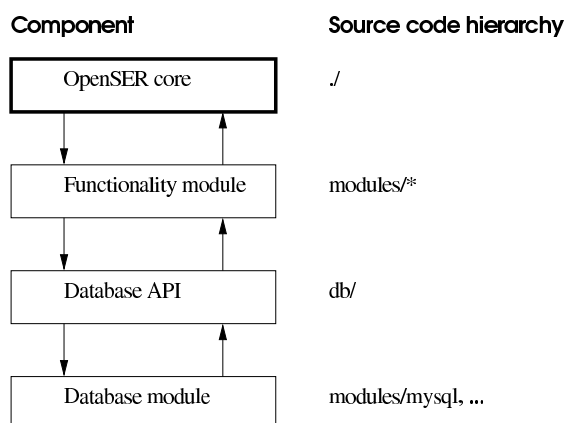 Component Source code hierarchy
OpenSER core ./
Functionality module modules/*
Database API db/
Database module modules/mysql, ...